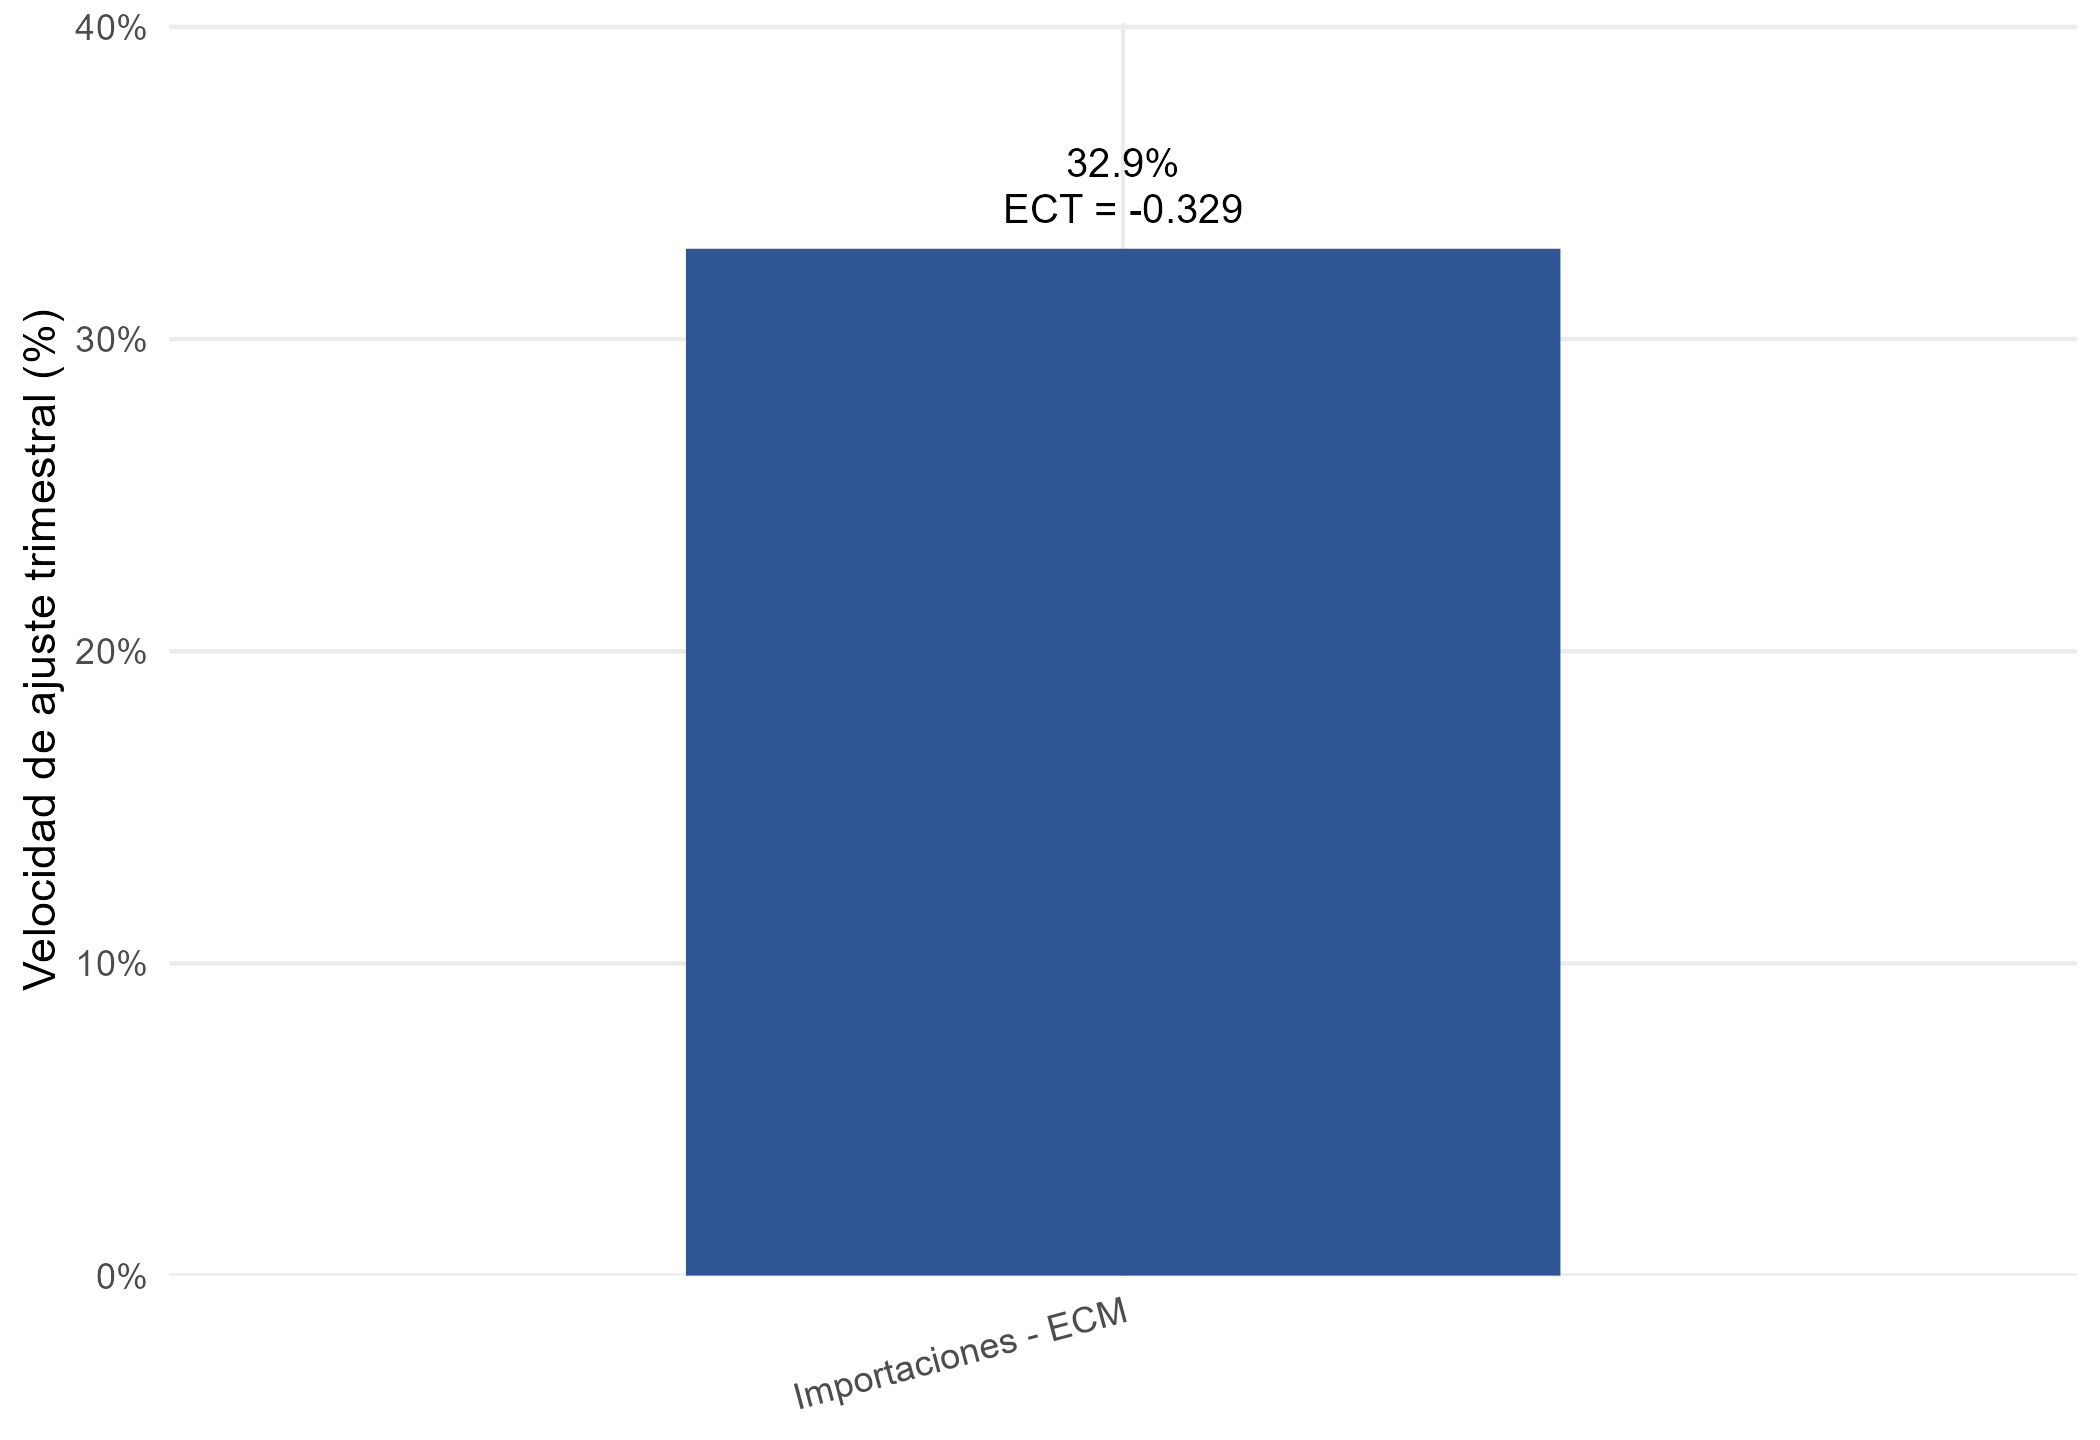 40%
32.9%
ECT = -0.329
30%
Velocidad de ajuste trimestral (%)
20%
10%
0%
Importaciones - ECM